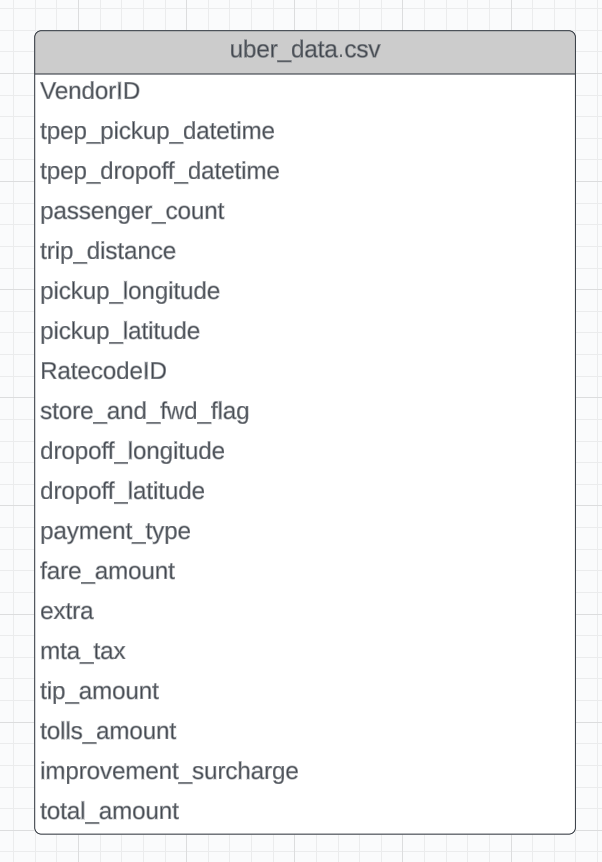 uber_data.csv
VendorID
tpep_pickup_datetime
tpep_dropoff_datetime
passenger_count
trip_distance
pickup_longitude
pickup_latitude
RatecodeID
store_and_fwd_flag
dropoff_longitude
dropoff_latitude
payment_type
fare_amount
extra
mta_tax
tip_amount
tolls_amount
improvement_surcharge
total_amount